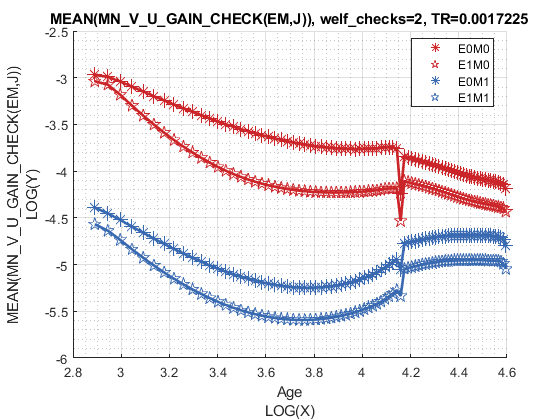 MEAN(MN_V_U_GAIN_CHECK(EM,J)), welf_checks=2, TR=0.0017225
E0M0
E1M0
E0M1
E1M1
MEAN(MN_V_U_GAIN_CHECK(EM,J))
LOG(Y)
-2.5
-3
-3.5
-4
-4.5
-5
-5.5
-6
2.8 3 3.2 3.4 3.6 3.8 4 4.2 4.4 4.6
Age
LOG(X)